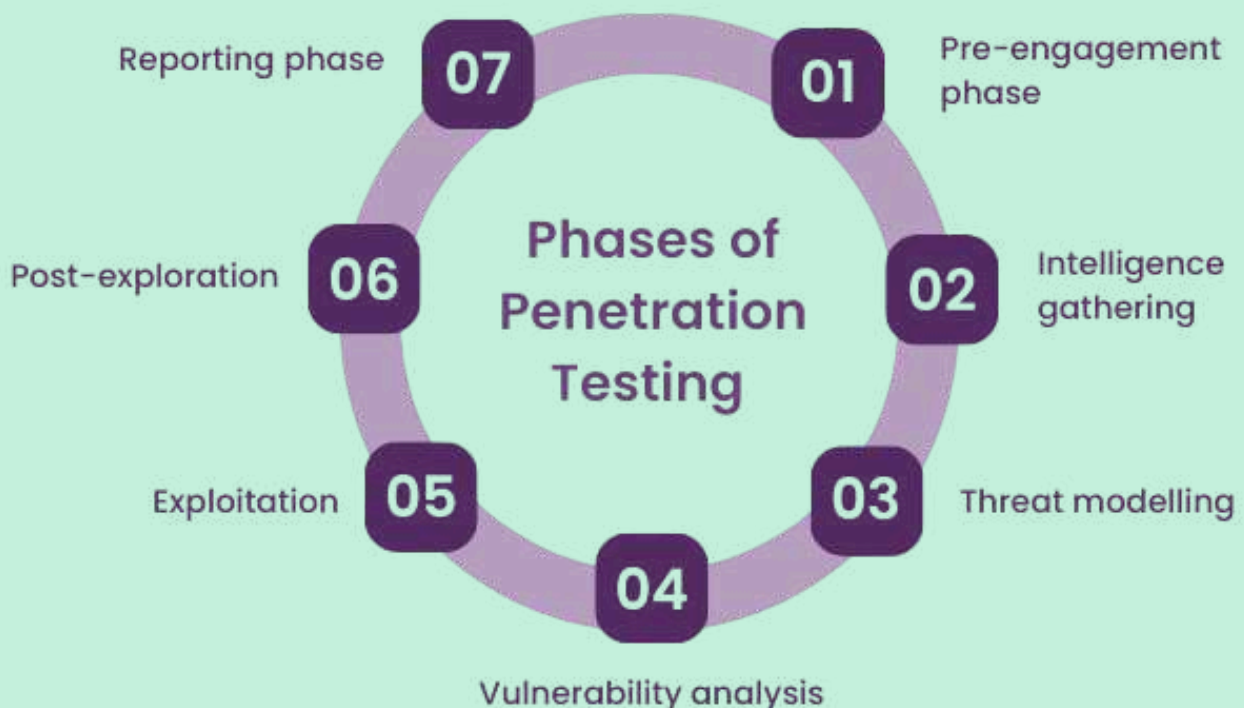 Phases of
Penetration
Testing
01
Pre-engagement
phase
02
Intelligence
gathering
03
Threat modelling
04
Vulnerability analysis
05
Exploitation
06
Post-exploration
07
Reporting phase